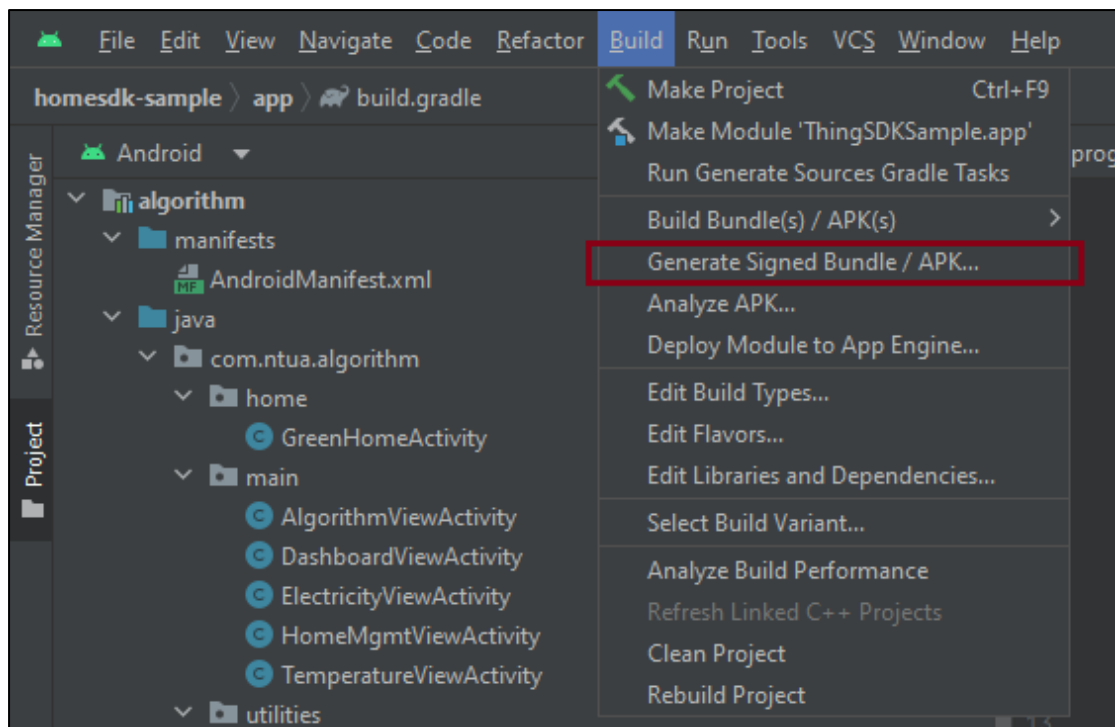 File Edit View Navigate Code Refactor Build Run Tools VCS Window Help
homesdk-sample app build.gradle
Resource Manager
Project
Android
algorithm
manifests
MF AndroidManifest.xml
java
com.ntua.algorithm
home
C GreenHomeActivity
main
C AlgorithmViewActivity
C DashboardViewActivity
C ElectricityViewActivity
C HomeMgmtViewActivity
C TemperatureViewActivity
utilities
Make Project Ctrl+F9
Make Module 'ThingSDKSample.app'
Run Generate Sources Gradle Tasks
Build Bundle(s) / APK(s)
Generate Signed Bundle / APK...
Analyze APK...
Deploy Module to App Engine...
Edit Build Types...
Edit Flavors...
Edit Libraries and Dependencies...
Select Build Variant...
Analyze Build Performance
Refresh Linked C++ Projects
Clean Project
Rebuild Project
prog